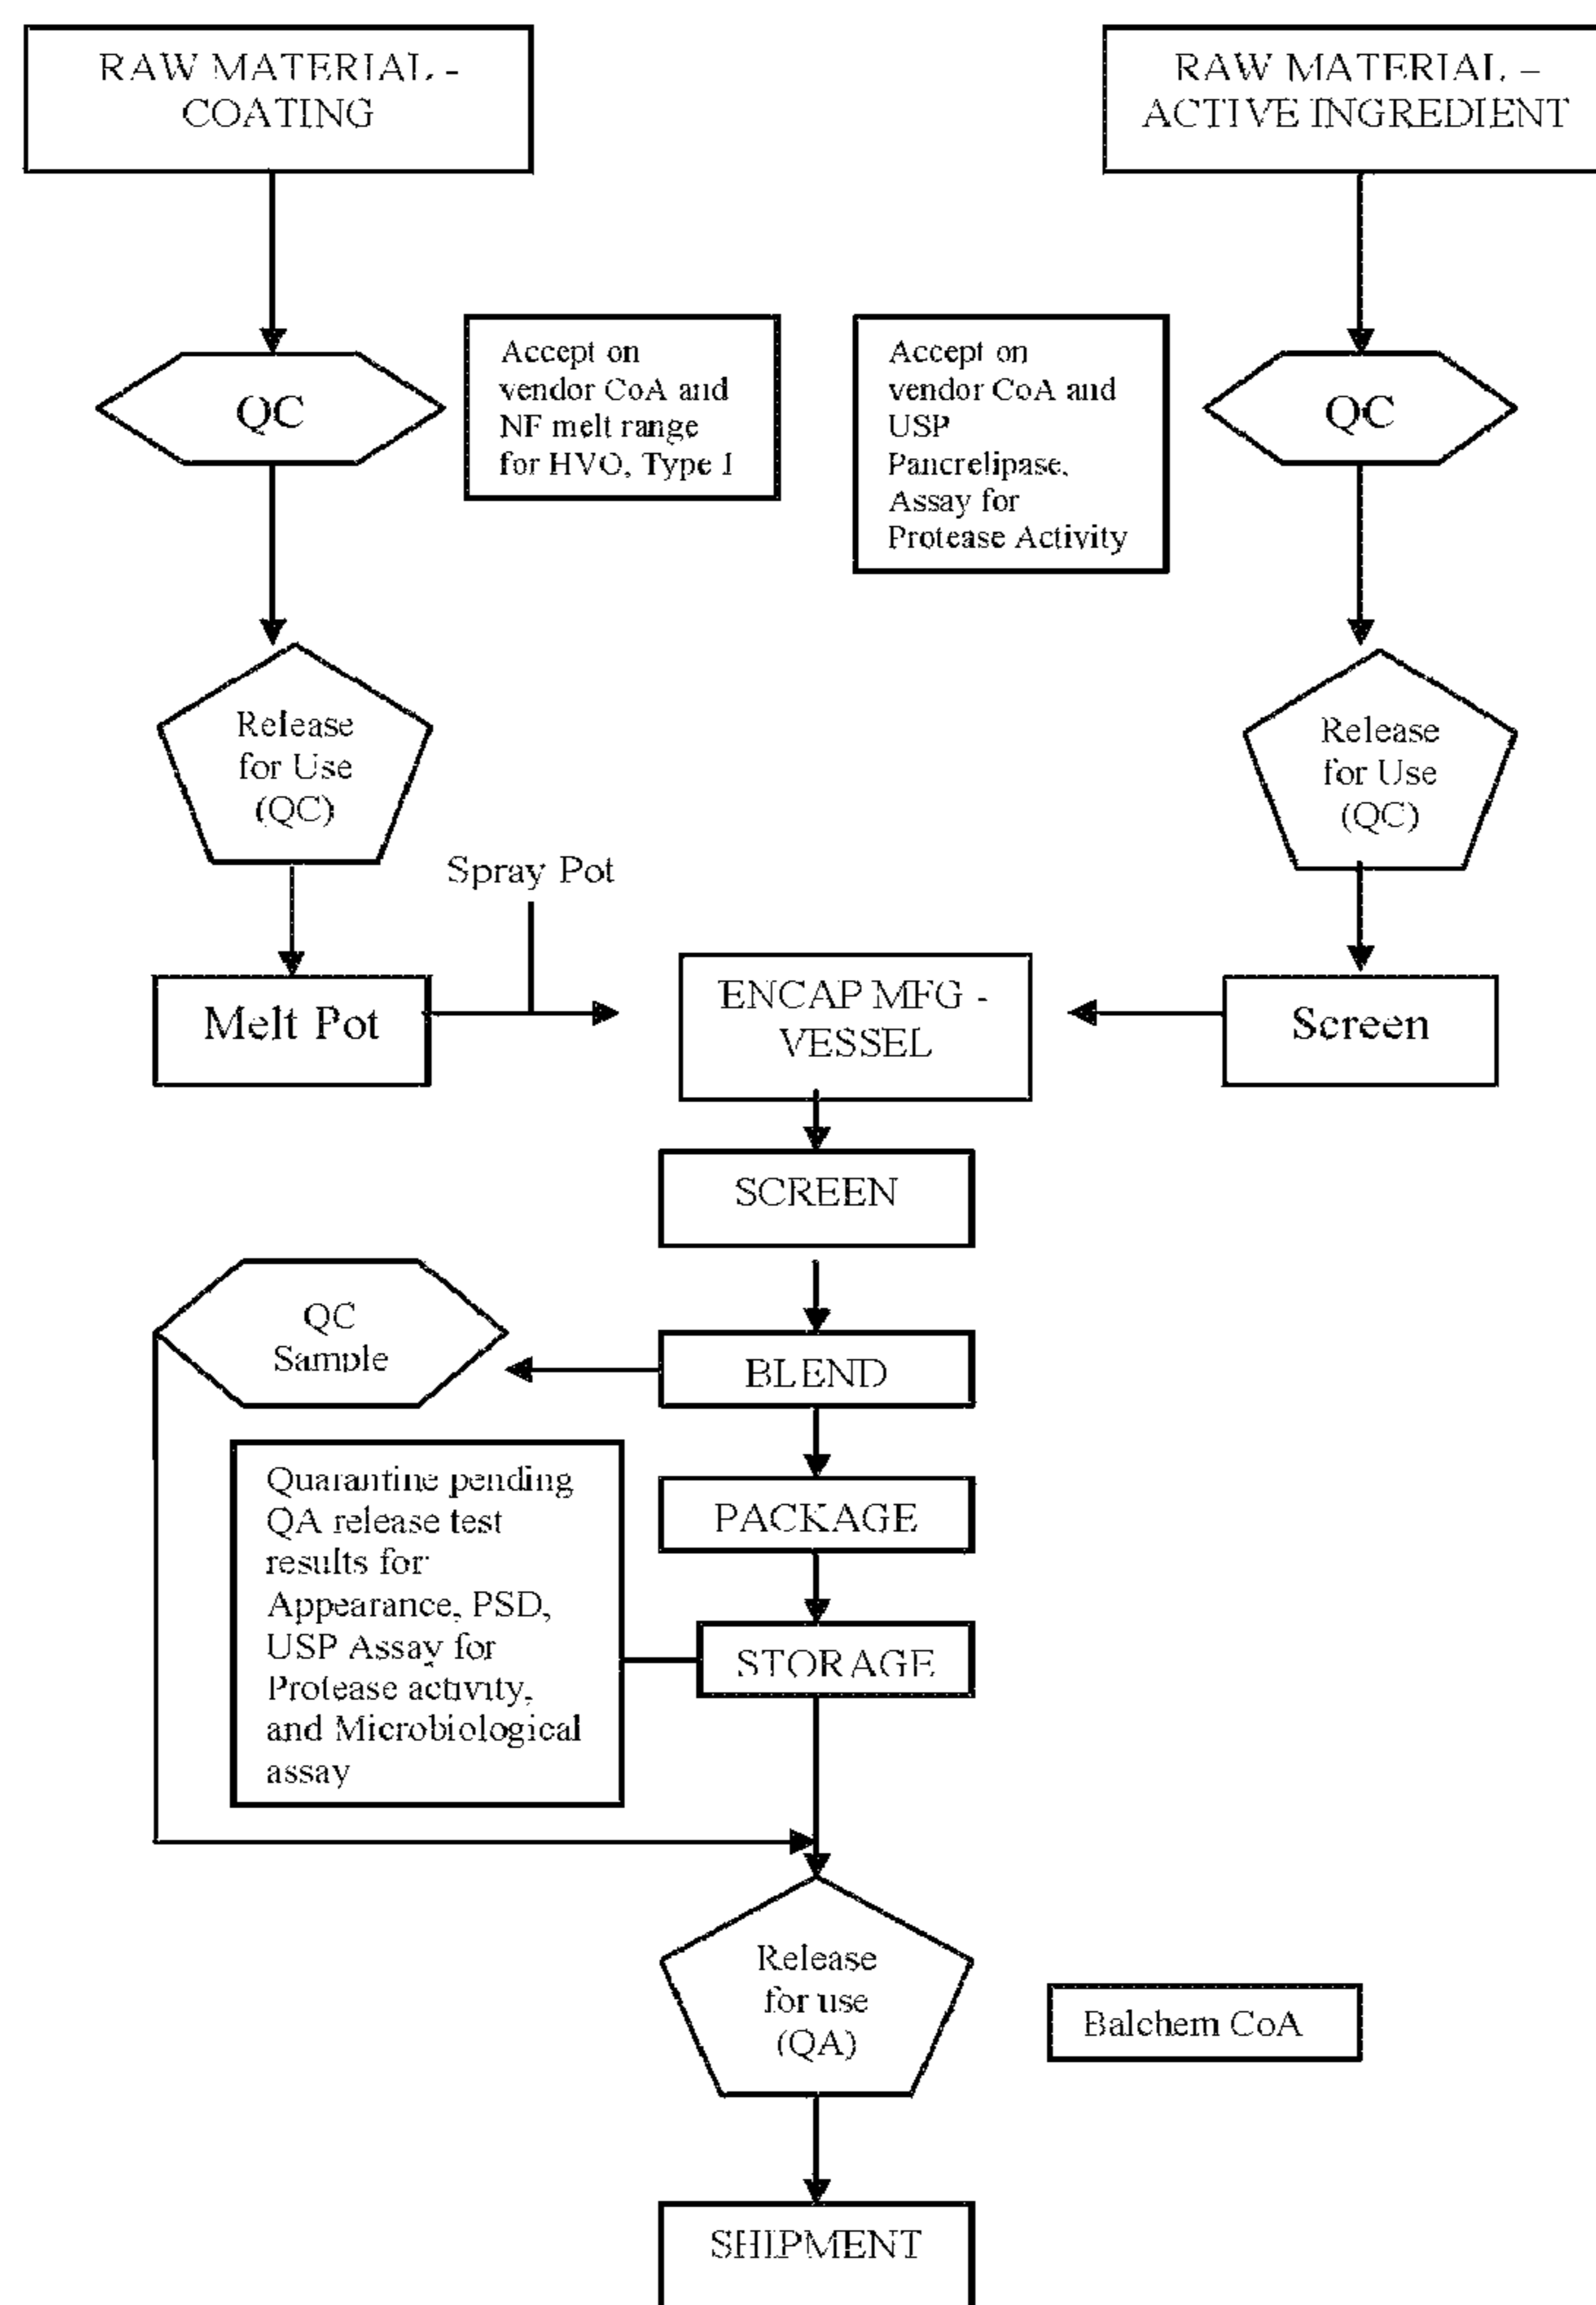 RAW MATERIAL -
COATING
RAW MATERIAL –
ACTIVE INGREDIENT
QC
Accept on
vendor CoA and
NF melt range
for HVO, Type I
Accept on
vendor CoA and
USP
Pancrelipase,
Assay for
Protease Activity
QC
Release
for Use
(QC)
Release
for Use
(QC)
Spray Pot
Melt Pot
ENCAP MFG -
VESSEL
Screen
SCREEN
QC
Sample
BLEND
Quarantine pending
QA release test
results for:
Appearance, PSD,
USP Assay for
Protease activity,
and Microbiological
assay
PACKAGE
STORAGE
Release
for use
(QA)
Balchem CoA
SHIPMENT